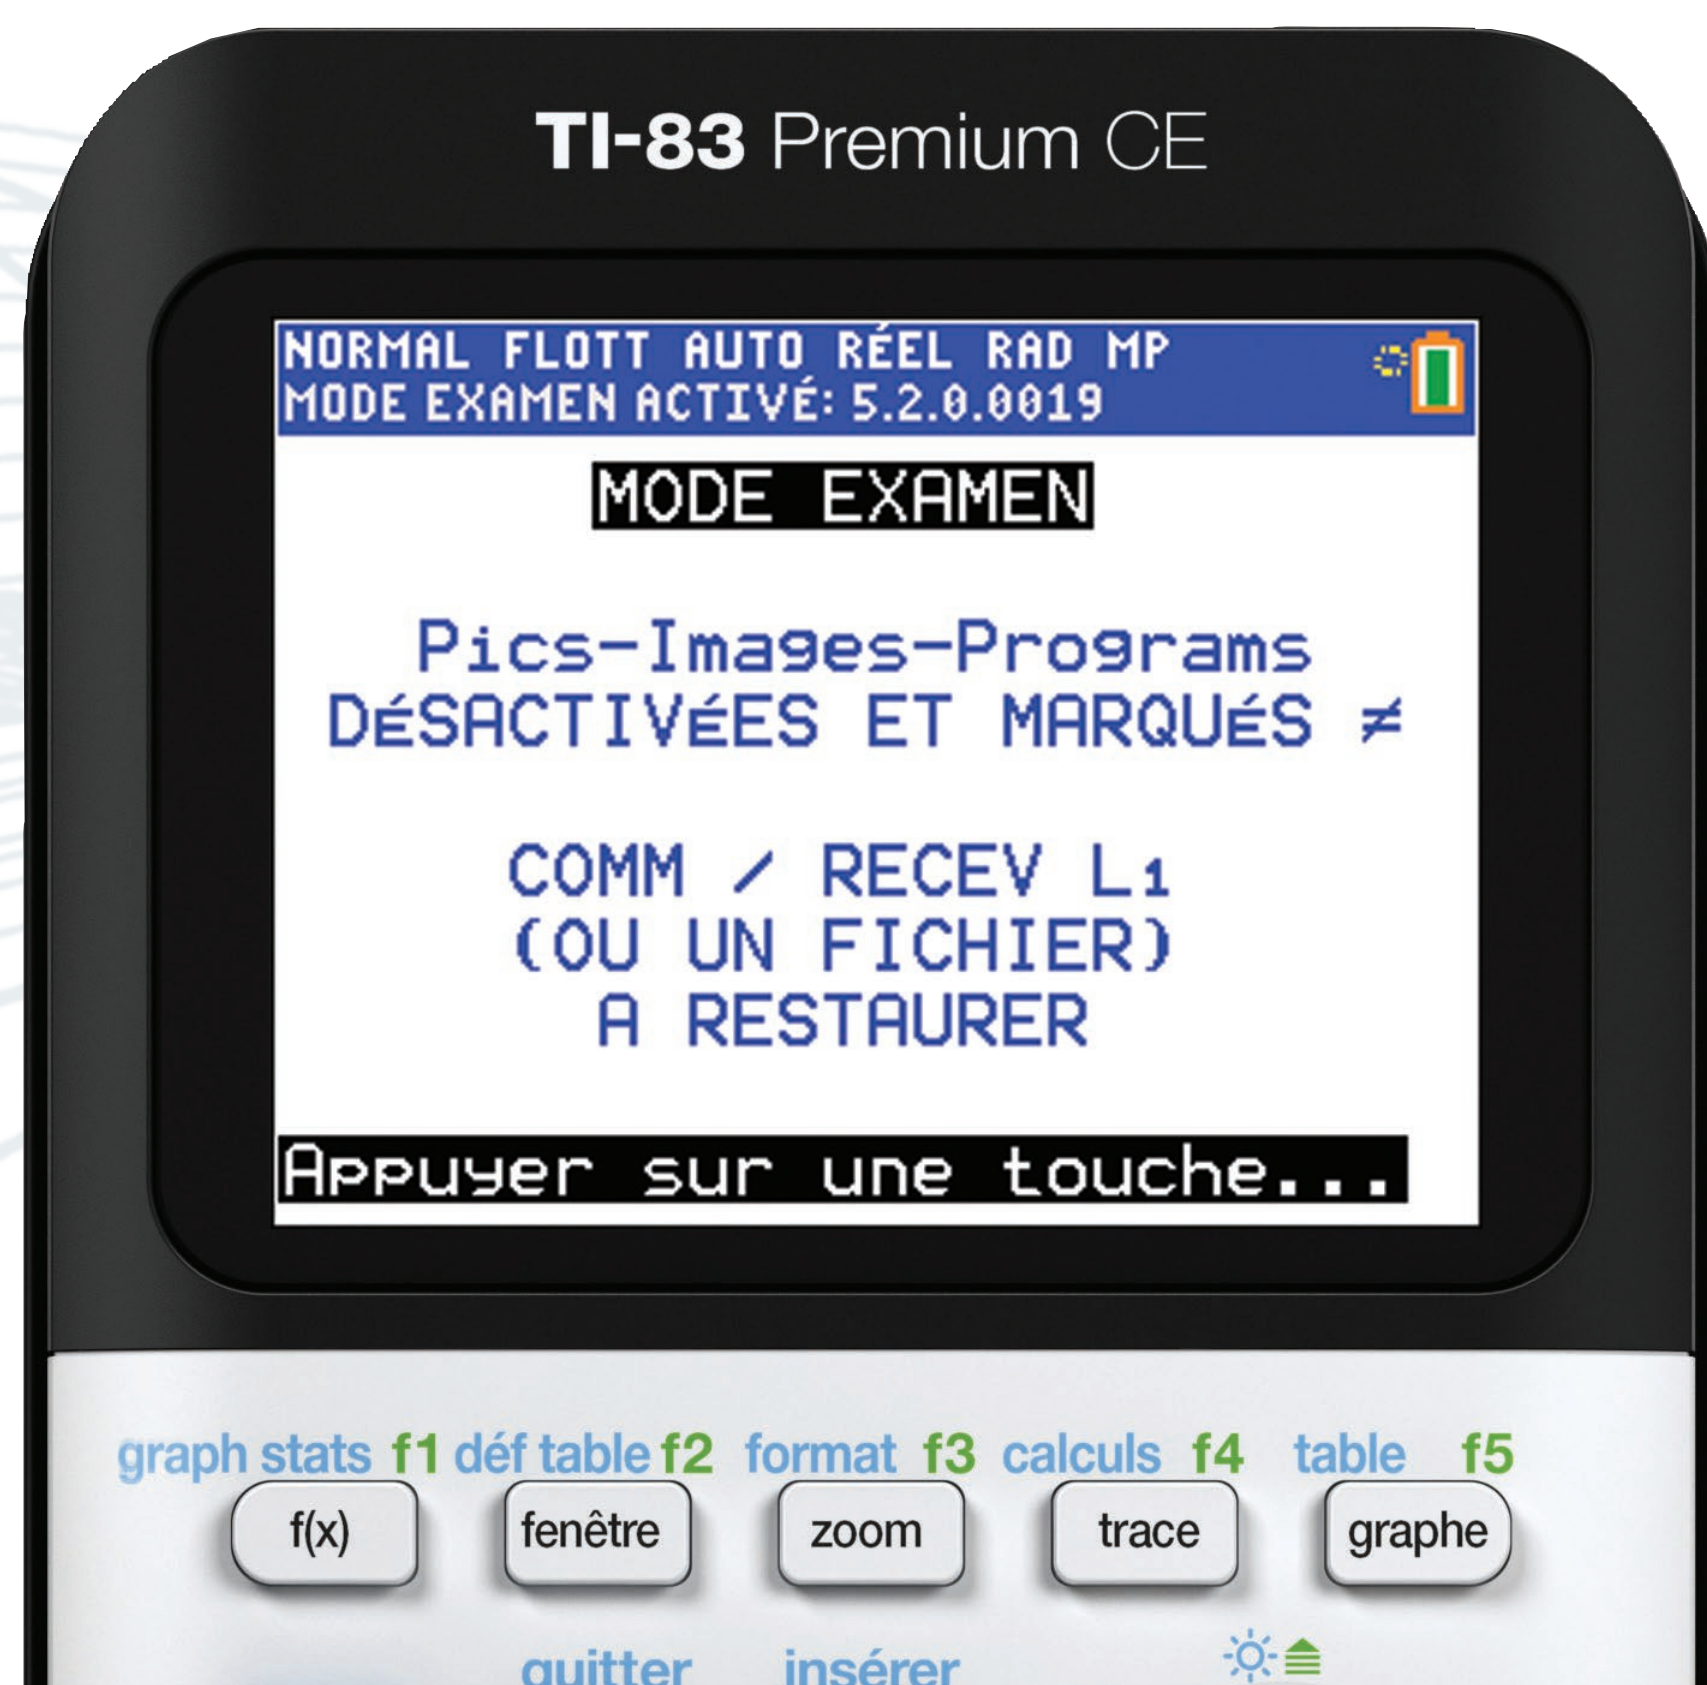 TI-83 Premium CE
NORMAL FLOTT AUTO RÉEL RAD MP
MODE EXAMEN ACTIVÉ: 5.2.0.0019
MODE EXAMEN
Pics-Images-Programs
DéSACTIVéES ET MARQUéS ≠
COMM / RECEV L1
(OU UN FICHIER)
A RESTAURER
Appuyer sur une touche...
graph stats f1 déf table f2 format f3 calculs f4 table f5
f(x) fenêtre zoom trace graphe
quitter insérer